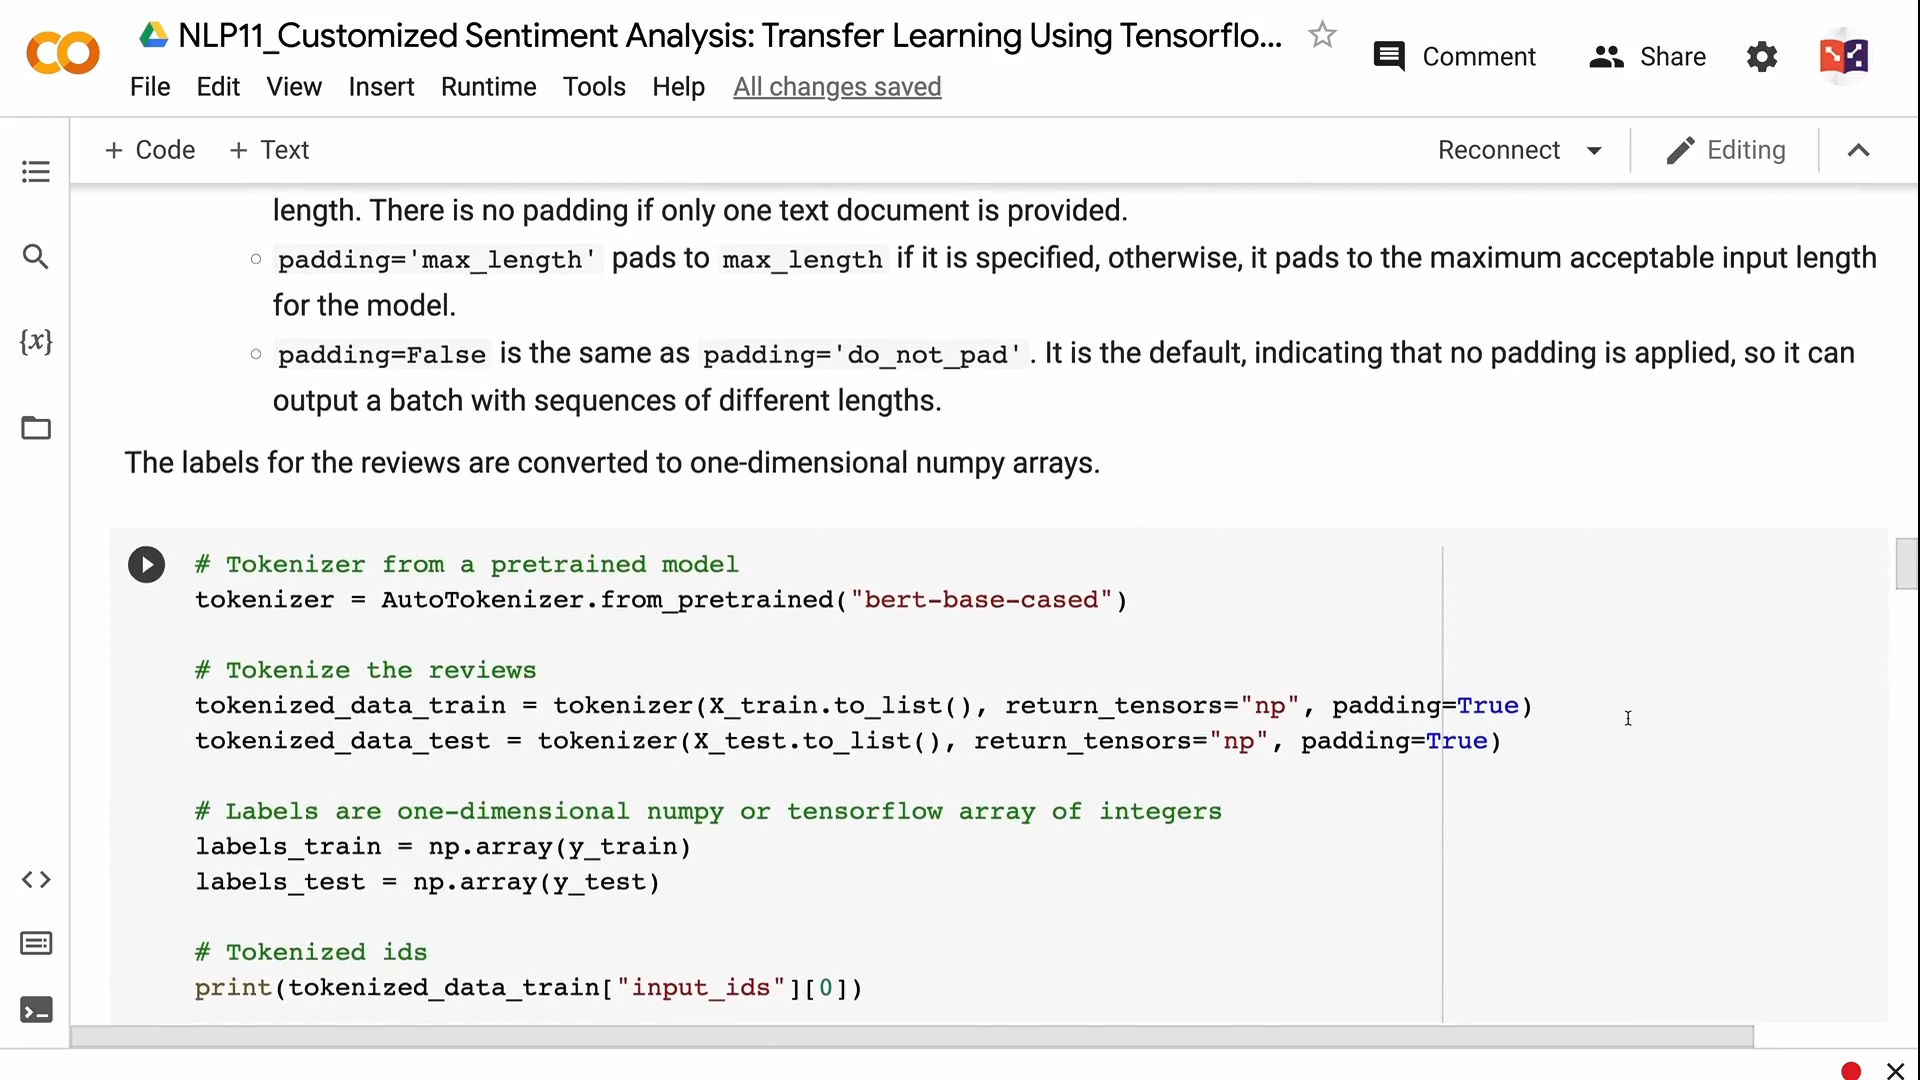 NLP11_Customized Sentiment Analysis: Transfer Learning Using Tensorflo...
Comment
Share
File Edit View Insert Runtime Tools Help All changes saved
+ Code + Text
Reconnect
Editing
length. There is no padding if only one text document is provided.
padding='max_length' pads to max_length if it is specified, otherwise, it pads to the maximum acceptable input length
for the model.
padding=False is the same as padding='do_not_pad'. It is the default, indicating that no padding is applied, so it can
output a batch with sequences of different lengths.
The labels for the reviews are converted to one-dimensional numpy arrays.
# Tokenizer from a pretrained model
tokenizer = AutoTokenizer.from_pretrained("bert-base-cased")
# Tokenize the reviews
tokenized_data_train = tokenizer(X_train.to_list(), return_tensors="np", padding=True)
tokenized_data_test = tokenizer(X_test.to_list(), return_tensors="np", padding=True)
# Labels are one-dimensional numpy or tensorflow array of integers
labels_train = np.array(y_train)
labels_test = np.array(y_test)
# Tokenized ids
print(tokenized_data_train["input_ids"][0])